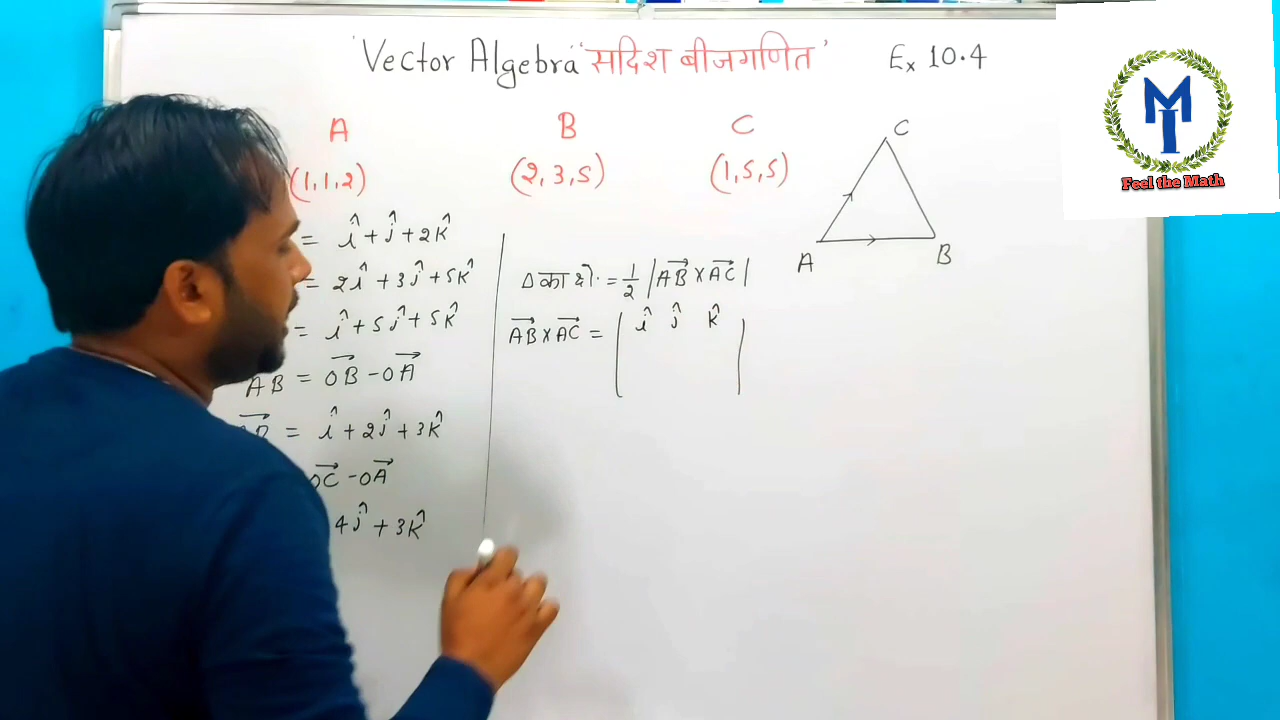 'Vector Algebra' 'सदिश बीजगणित' Ex 10.4
A B C
(1,1,2) (2,3,5) (1,5,5)
= î + ĵ + 2k̂
= 2î + 3ĵ + 5k̂
= î + 5ĵ + 5k̂
AB = OB⃗ - OA⃗
= î + 2ĵ + 3k̂
OC⃗ - OA⃗
4ĵ + 3k̂
Δ का क्षे. = 1/2 |AB⃗ × AC⃗|
AB⃗ × AC⃗ = | î ĵ k̂ |
C
A B
MI
Feel the Math